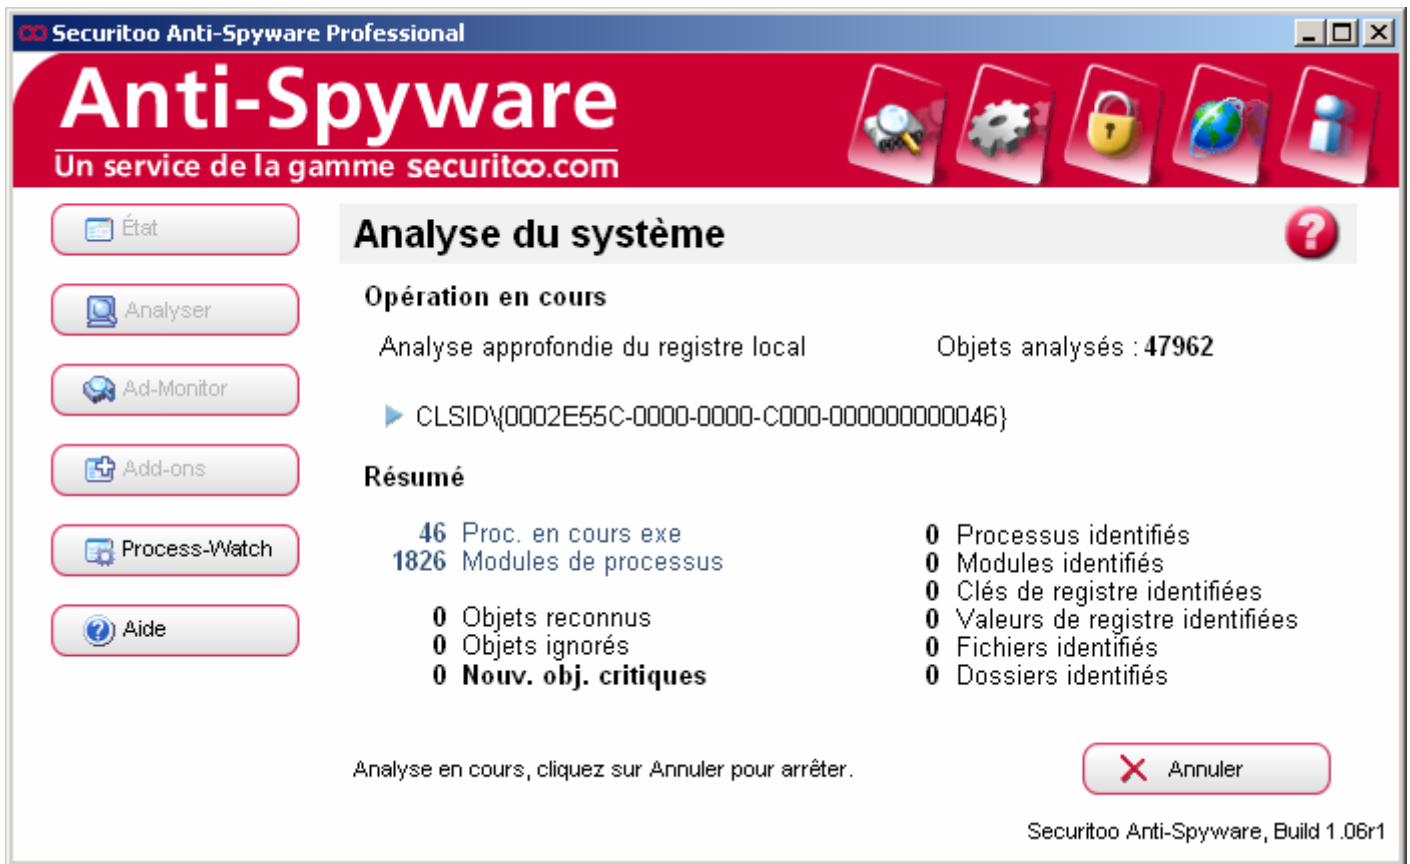 Securitoo Anti-Spyware Professional
Anti-Spyware
Un service de la gamme securitoo.com
État
Analyser
Ad-Monitor
Add-ons
Process-Watch
Aide
Analyse du système
?
Opération en cours
Analyse approfondie du registre local
Objets analysés : 47962
CLSID\{0002E55C-0000-0000-C000-000000000046}
Résumé
46 Proc. en cours exe
1826 Modules de processus
0 Objets reconnus
0 Objets ignorés
0 Nouv. obj. critiques
0 Processus identifiés
0 Modules identifiés
0 Clés de registre identifiées
0 Valeurs de registre identifiées
0 Fichiers identifiés
0 Dossiers identifiés
Analyse en cours, cliquez sur Annuler pour arrêter.
Annuler
Securitoo Anti-Spyware, Build 1.06r1